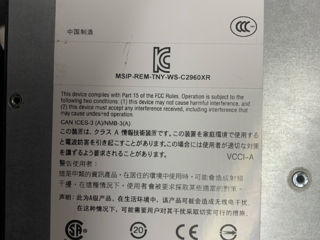 中国制造
MSIP-REM-TNY-WS-C2960XR
This device complies with Part 15 of the FCC Rules. Operation is subject to the
following two conditions: (1) this device may not cause harmful interference, and
(2) this device must accept any interference received, including interference that
may cause undesired operation.
CAN ICES-3 (A)/NMB-3(A)
この装置は、クラス A 情報技術装置です。この装置を家庭環境で使用する
と電波妨害を引き起こすことがあります。この場合には使用者が適切な対
策を講ずるよう要求されることがあります。
VCCI-A
警告使用者:
這是甲類的資訊產品,在居住的環境中使用時,可能會造成射頻
干擾,在這種情況下,使用者會被要求採取某些適當的對策。
声明: 此为A级产品, 在生活环境中, 该产品可能会造成无线电干扰,
在这种情况下, 可能需要用户对其干扰采取切实可行的措施。